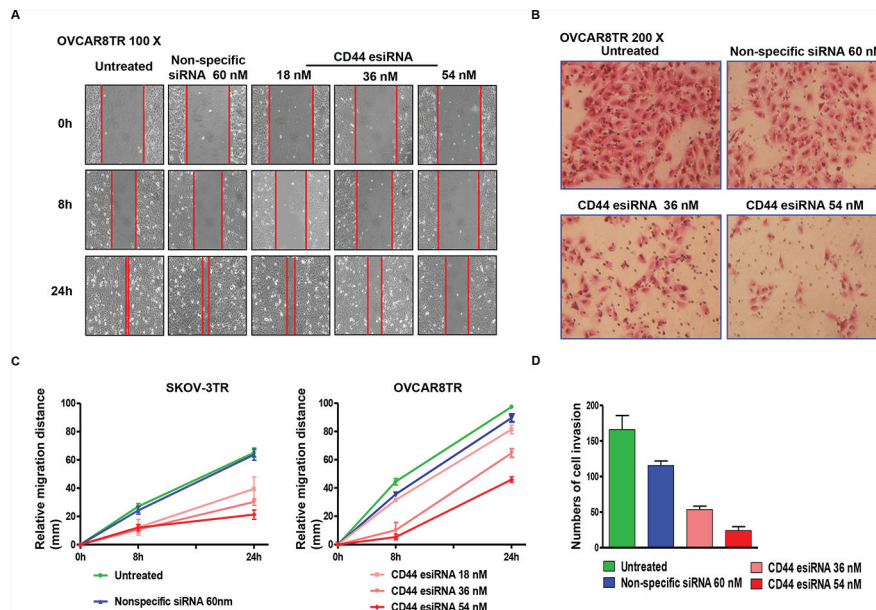 A
OVCAR8TR 100 X
Untreated
Non-specific
siRNA 60 nM
CD44 esiRNA
18 nM
36 nM
54 nM
0h
8h
24h
B
OVCAR8TR 200 X
Untreated
Non-specific siRNA 60 nM
CD44 esiRNA 36 nM
CD44 esiRNA 54 nM
C
SKOV-3TR
Relative migration distance
(mm)
100
80
60
40
20
0
0h
8h
24h
Untreated
Nonspecific siRNA 60nm
OVCAR8TR
Relative migration distance
(mm)
100
80
60
40
20
0
0h
8h
24h
CD44 esiRNA 18 nM
CD44 esiRNA 36 nM
CD44 esiRNA 54 nM
D
Numbers of cell invasion
200
150
100
50
0
Untreated
Non-specific siRNA 60 nM
CD44 esiRNA 36 nM
CD44 esiRNA 54 nM